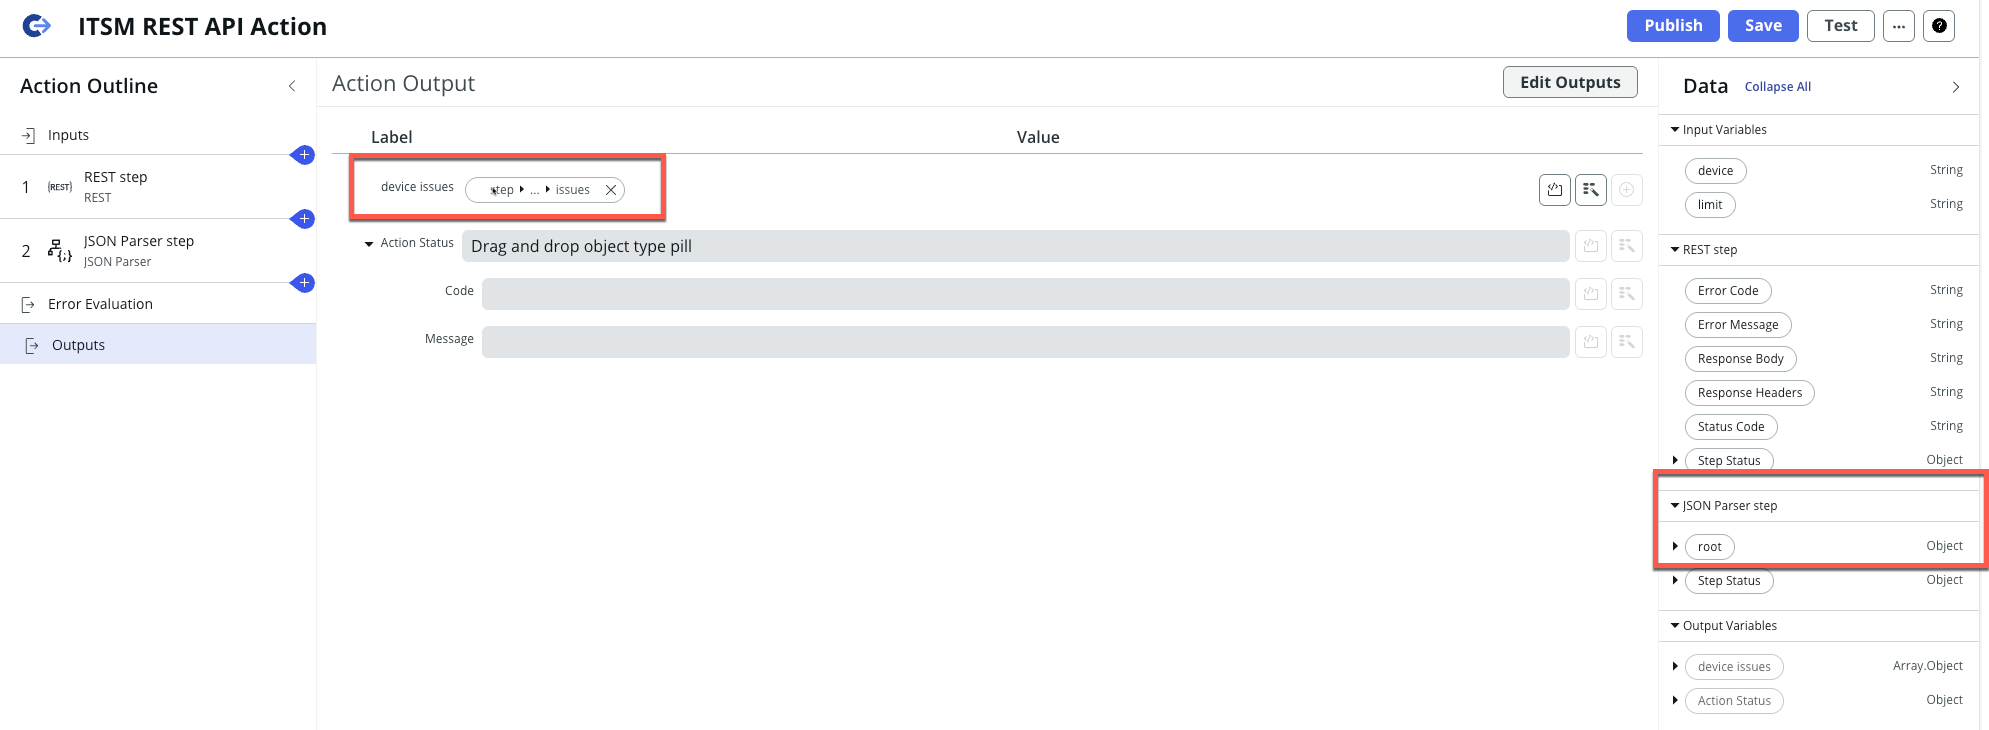 ITSM REST API Action
Publish
Save
Test
...
?
Action Outline
Inputs
1
REST
REST step
REST
2
JSON Parser step
JSON Parser
Error Evaluation
Outputs
Action Output
Edit Outputs
Label
Value
device issues
step ... issues
Action Status
Drag and drop object type pill
Code
Message
Data
Collapse All
Input Variables
device String
limit String
REST step
Error Code String
Error Message String
Response Body String
Response Headers String
Status Code String
Step Status Object
JSON Parser step
root Object
Step Status Object
Output Variables
device issues Array.Object
Action Status Object